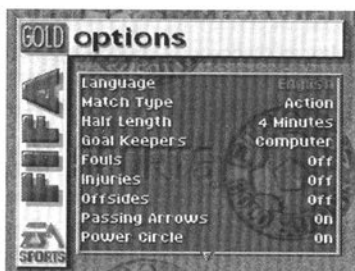 GOLD options
FIFA
Language English
Match Type Action
Half Length 4 Minutes
Goal Keepers Computer
Fouls Off
Injuries Off
Offsides Off
Passing Arrows On
Power Circle On
EA
SPORTS